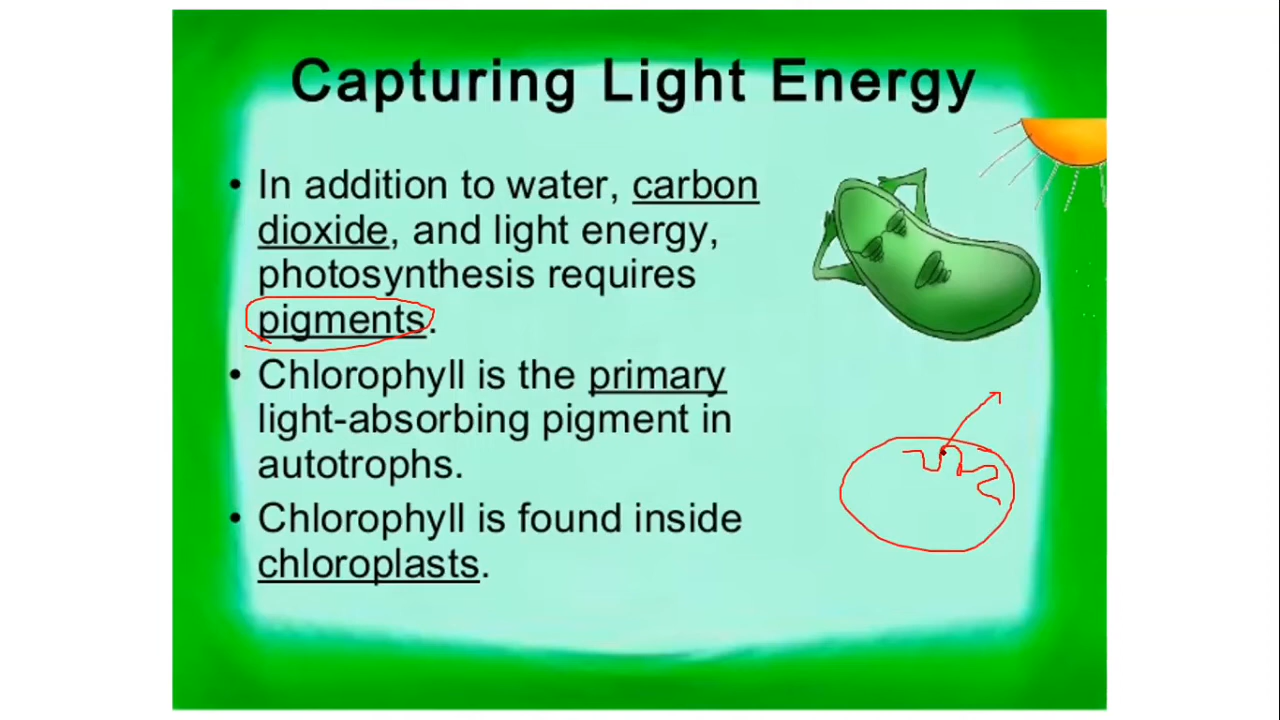 Capturing Light Energy
• In addition to water, carbon
dioxide, and light energy,
photosynthesis requires
pigments.
• Chlorophyll is the primary
light-absorbing pigment in
autotrophs.
• Chlorophyll is found inside
chloroplasts.